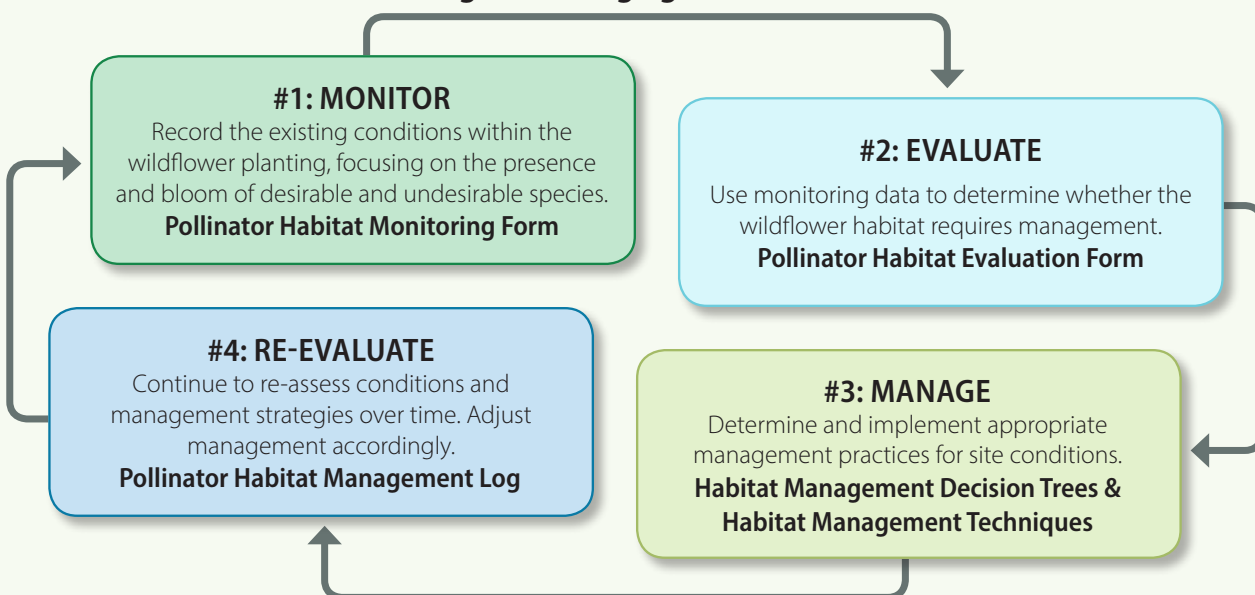 #1: MONITOR
Record the existing conditions within the
wildflower planting, focusing on the presence
and bloom of desirable and undesirable species.
Pollinator Habitat Monitoring Form
#2: EVALUATE
Use monitoring data to determine whether the
wildflower habitat requires management.
Pollinator Habitat Evaluation Form
#3: MANAGE
Determine and implement appropriate
management practices for site conditions.
Habitat Management Decision Trees &
Habitat Management Techniques
#4: RE-EVALUATE
Continue to re-assess conditions and
management strategies over time. Adjust
management accordingly.
Pollinator Habitat Management Log